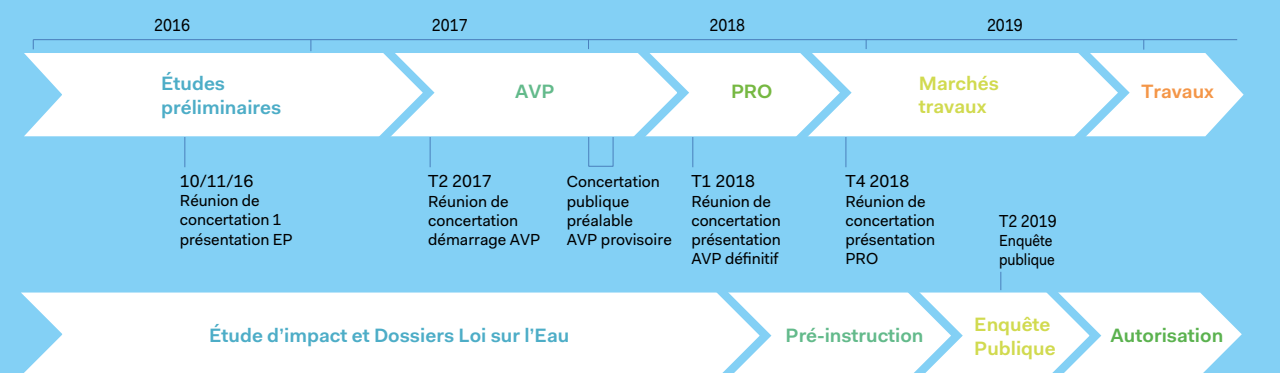 2016
2017
2018
2019
Études
préliminaires
AVP
PRO
Marchés
travaux
Travaux
10/11/16
Réunion de
concertation 1
présentation EP
T2 2017
Réunion de
concertation
démarrage AVP
Concertation
publique
préalable
AVP provisoire
T1 2018
Réunion de
concertation
présentation
AVP définitif
T4 2018
Réunion de
concertation
présentation
PRO
T2 2019
Enquête
publique
Étude d’impact et Dossiers Loi sur l’Eau
Pré-instruction
Enquête
Publique
Autorisation